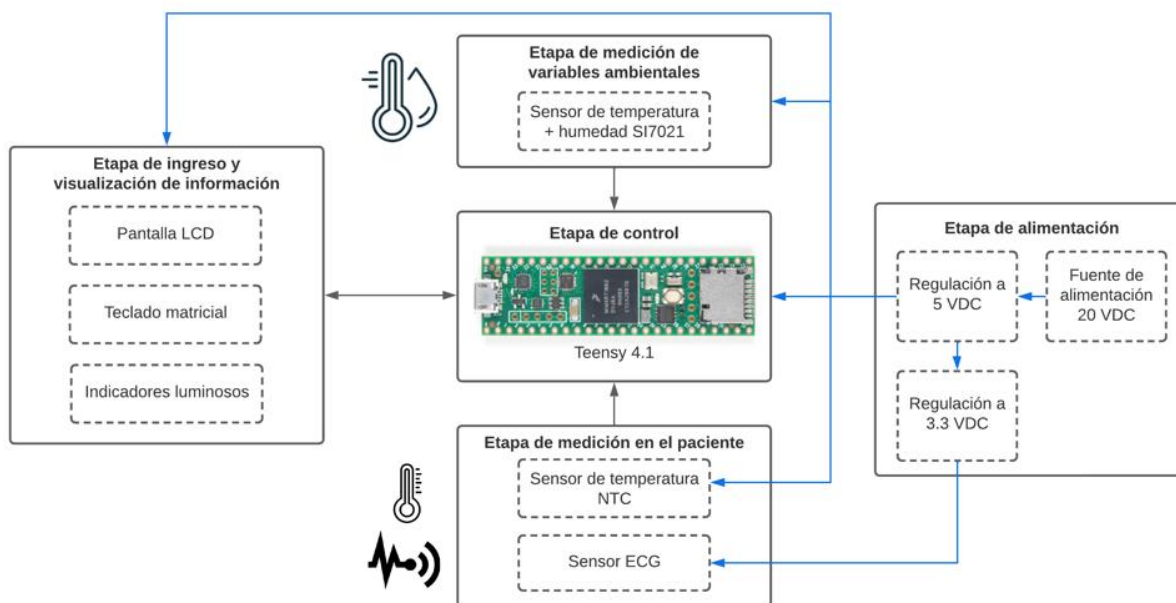 Etapa de medición de
variables ambientales
Sensor de temperatura
+ humedad SI7021
Etapa de ingreso y
visualización de información
Pantalla LCD
Teclado matricial
Indicadores luminosos
Etapa de control
Teensy 4.1
Etapa de alimentación
Regulación a
5 VDC
Fuente de
alimentación
20 VDC
Regulación a
3.3 VDC
Etapa de medición en el paciente
Sensor de temperatura
NTC
Sensor ECG